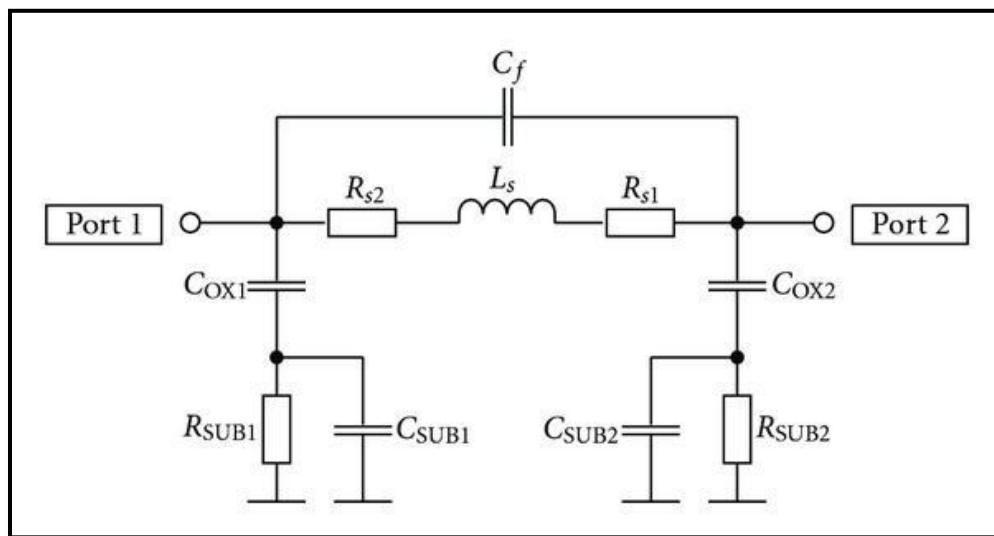 C_f
R_s2 L_s R_s1
Port 1 Port 2
C_OX1 C_OX2
R_SUB1 C_SUB1 C_SUB2 R_SUB2